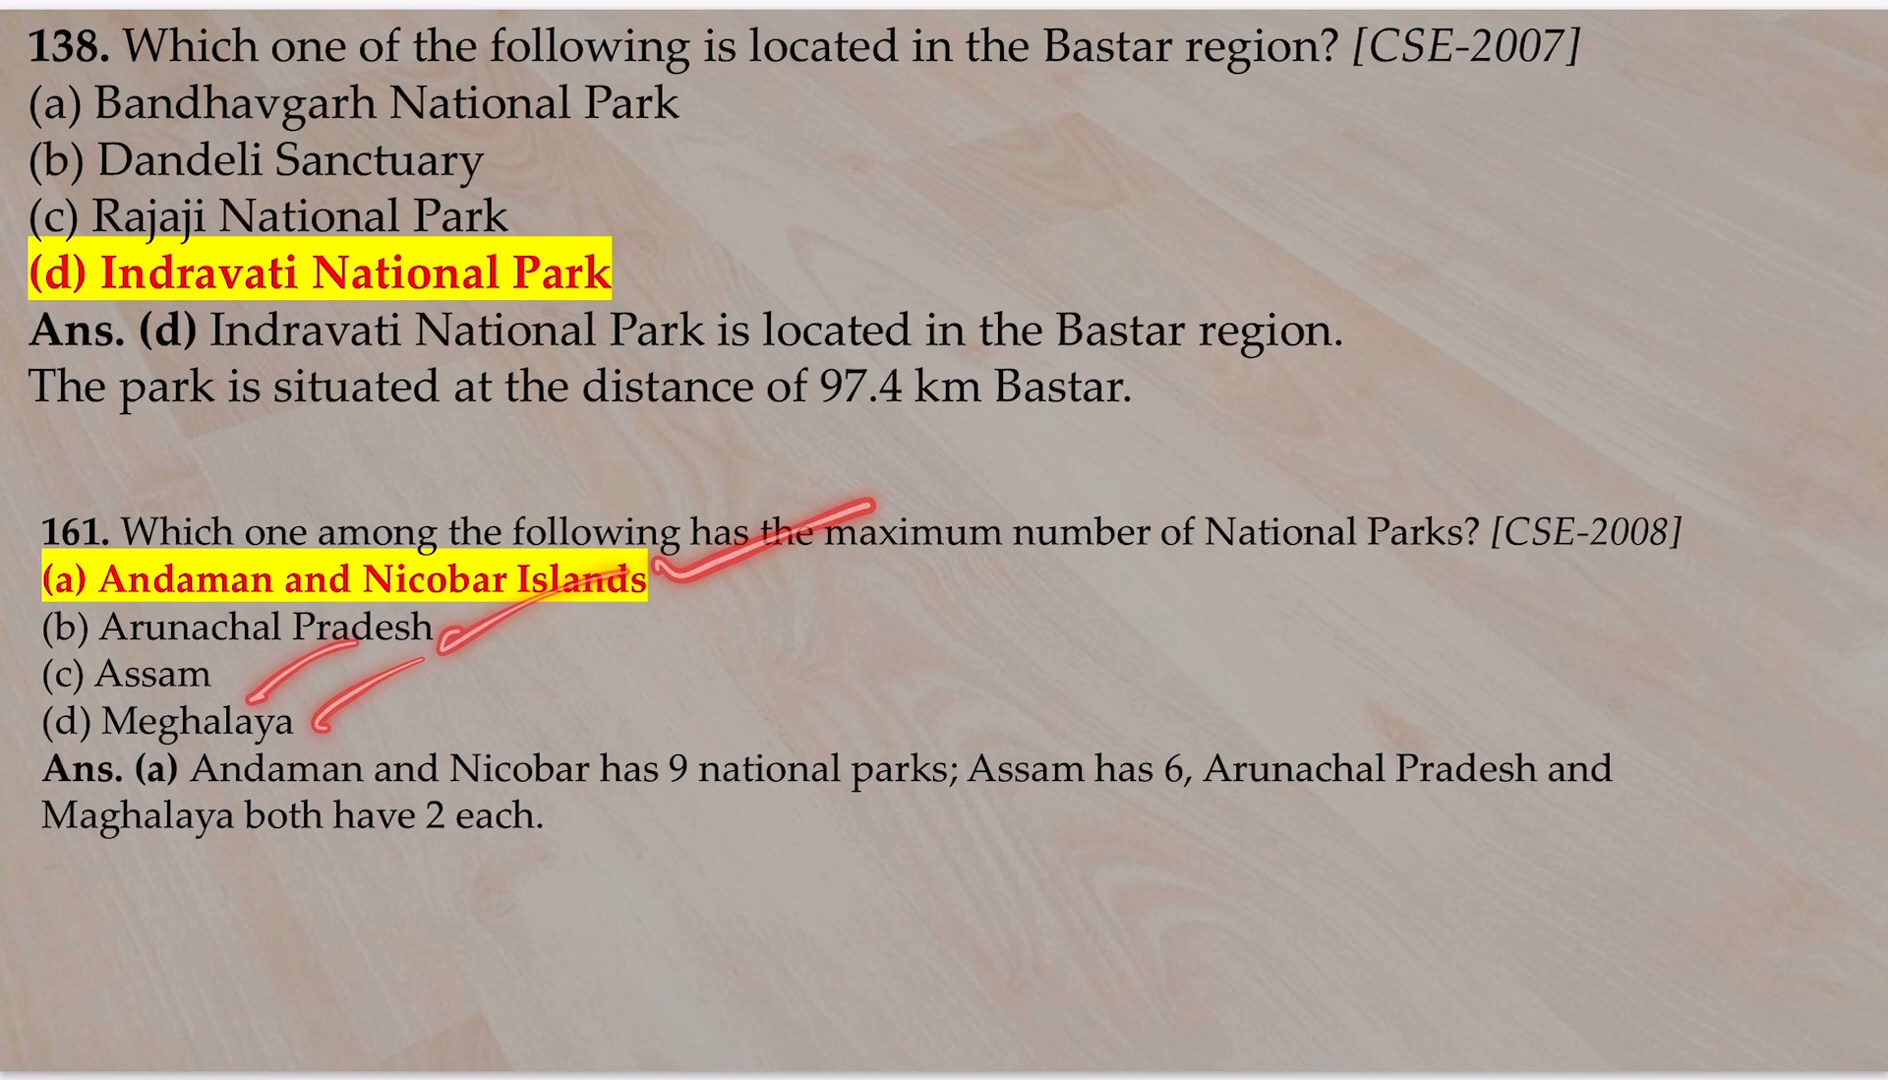 138. Which one of the following is located in the Bastar region? [CSE-2007]
(a) Bandhavgarh National Park
(b) Dandeli Sanctuary
(c) Rajaji National Park
(d) Indravati National Park
Ans. (d) Indravati National Park is located in the Bastar region.
The park is situated at the distance of 97.4 km Bastar.
161. Which one among the following has the maximum number of National Parks? [CSE-2008]
(a) Andaman and Nicobar Islands
(b) Arunachal Pradesh
(c) Assam
(d) Meghalaya
Ans. (a) Andaman and Nicobar has 9 national parks; Assam has 6, Arunachal Pradesh and
Maghalaya both have 2 each.